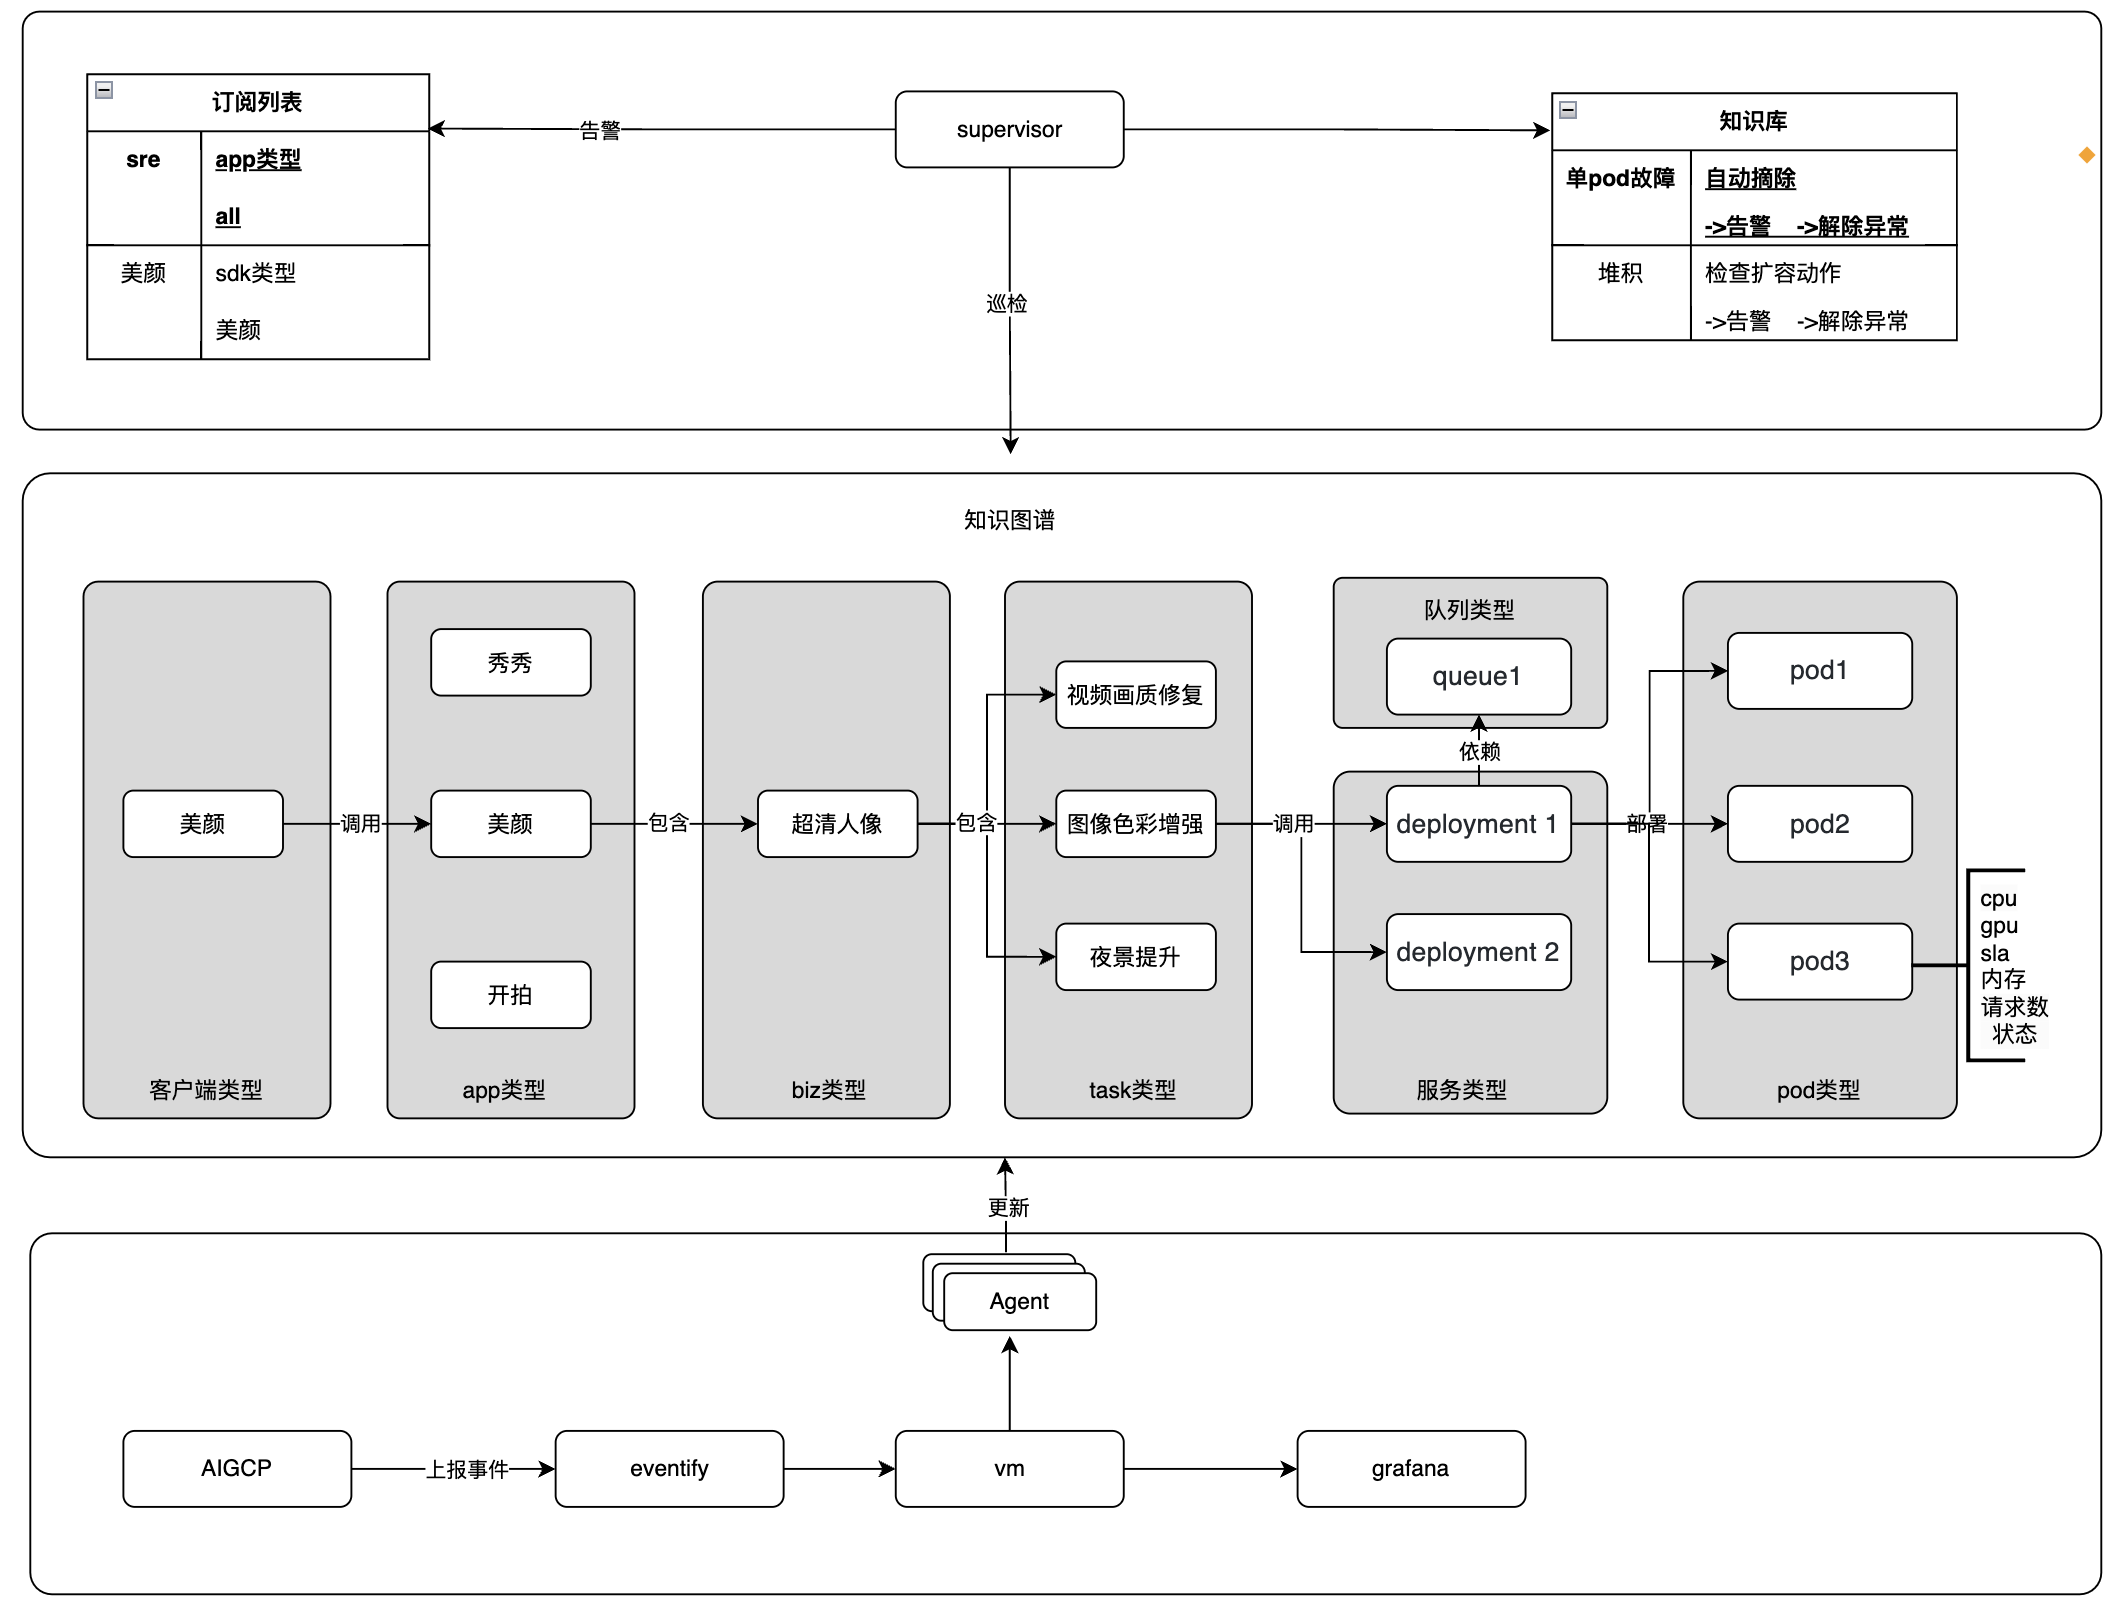 订阅列表
sre
app类型
all
美颜
sdk类型
美颜
告警
supervisor
巡检
知识库
单pod故障
自动摘除
->告警 ->解除异常
堆积
检查扩容动作
->告警 ->解除异常
知识图谱
美颜
客户端类型
调用
秀秀
美颜
开拍
app类型
包含
超清人像
biz类型
包含
视频画质修复
图像色彩增强
夜景提升
task类型
调用
队列类型
queue1
依赖
deployment 1
deployment 2
服务类型
部署
pod1
pod2
pod3
pod类型
cpu
gpu
sla
内存
请求数
状态
更新
Agent
AIGCP
上报事件
eventify
vm
grafana